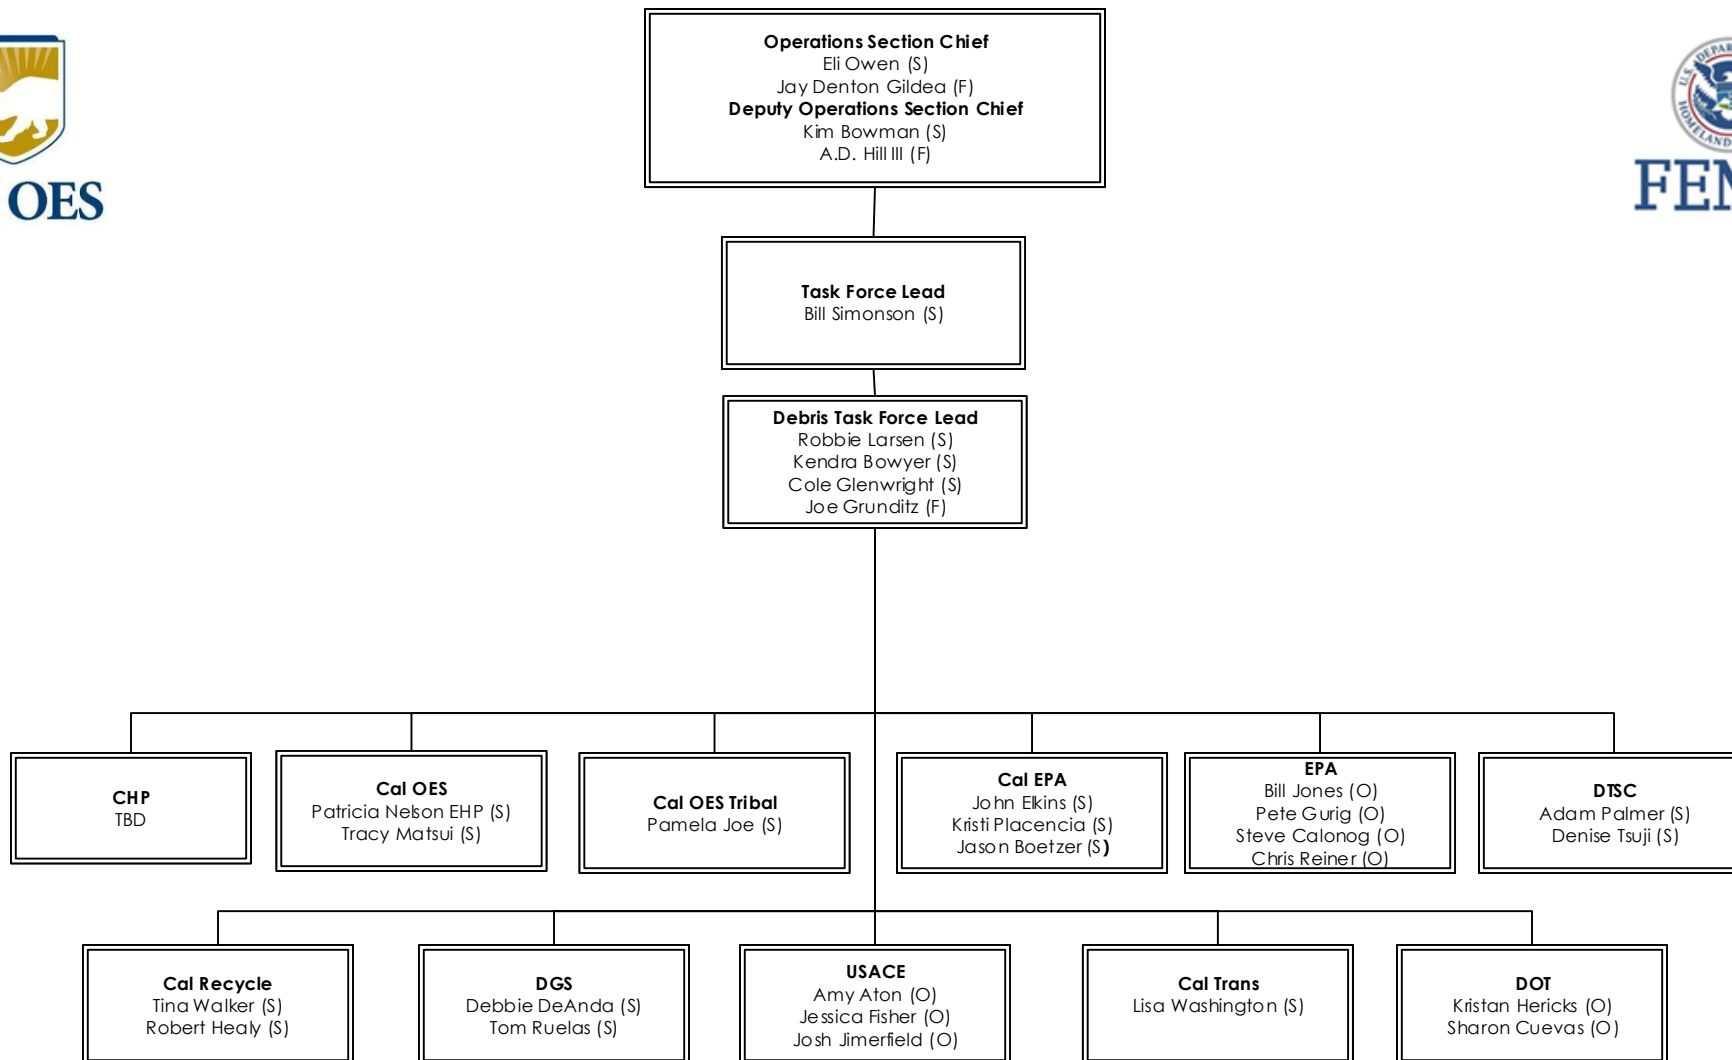 Operations Section Chief
Eli Owen (S)
Jay Denton Gildea (F)
Deputy Operations Section Chief
Kim Bowman (S)
A.D. Hill III (F)
OES
FEM
Task Force Lead
Bill Simonson (S)
Debris Task Force Lead
Robbie Larsen (S)
Kendra Bowyer (S)
Cole Glenwright (S)
Joe Grunditz (F)
CHP
TBD
Cal OES
Patricia Nelson EHP (S)
Tracy Matsui (S)
Cal OES Tribal
Pamela Joe (S)
Cal EPA
John Elkins (S)
Kristi Placencia (S)
Jason Boetzer (S)
EPA
Bill Jones (O)
Pete Gurig (O)
Steve Calonog (O)
Chris Reiner (O)
DTSC
Adam Palmer (S)
Denise Tsuji (S)
Cal Recycle
Tina Walker (S)
Robert Healy (S)
DGS
Debbie DeAnda (S)
Tom Ruelas (S)
USACE
Amy Aton (O)
Jessica Fisher (O)
Josh Jimerfield (O)
Cal Trans
Lisa Washington (S)
DOT
Kristan Hericks (O)
Sharon Cuevas (O)